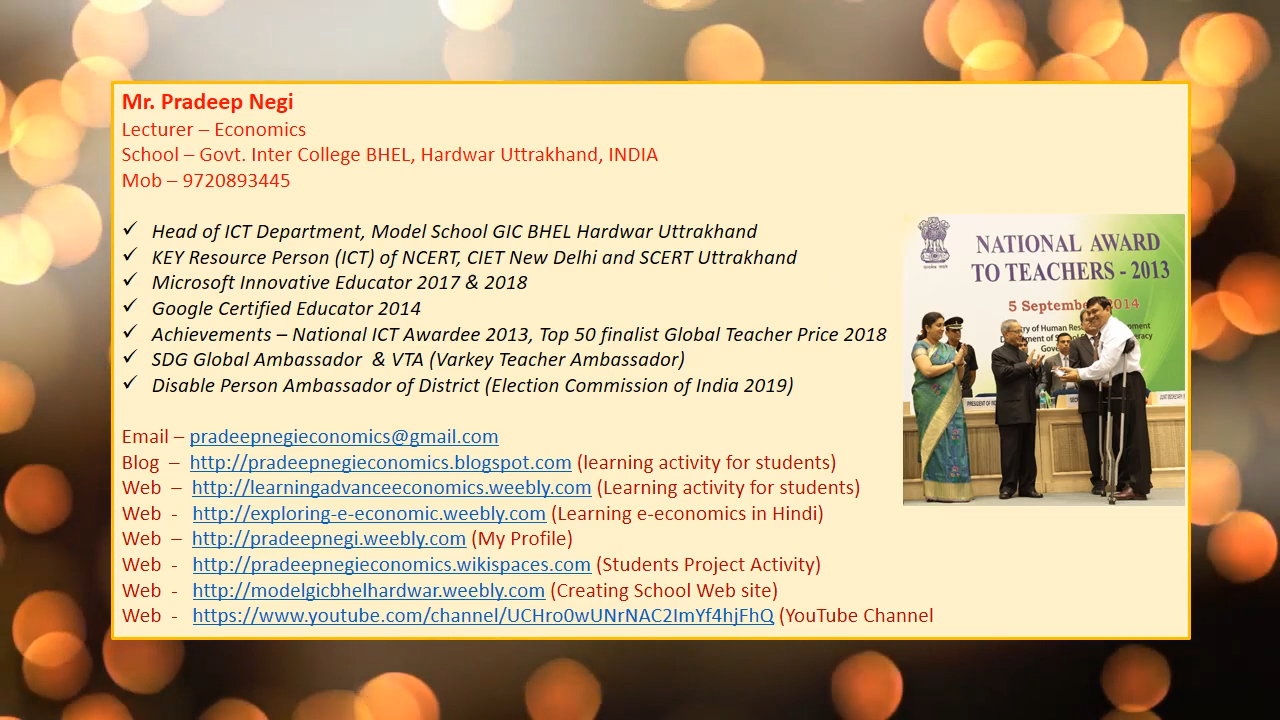 Mr. Pradeep Negi
Lecturer – Economics
School – Govt. Inter College BHEL, Hardwar Uttrakhand, INDIA
Mob – 9720893445
✓ Head of ICT Department, Model School GIC BHEL Hardwar Uttrakhand
✓ KEY Resource Person (ICT) of NCERT, CIET New Delhi and SCERT Uttrakhand
✓ Microsoft Innovative Educator 2017 & 2018
✓ Google Certified Educator 2014
✓ Achievements – National ICT Awardee 2013, Top 50 finalist Global Teacher Price 2018
✓ SDG Global Ambassador & VTA (Varkey Teacher Ambassador)
✓ Disable Person Ambassador of District (Election Commission of India 2019)
Email – pradeepnegieconomics@gmail.com
Blog – http://pradeepnegieconomics.blogspot.com (learning activity for students)
Web – http://learningadvanceeconomics.weebly.com (Learning activity for students)
Web - http://exploring-e-economic.weebly.com (Learning e-economics in Hindi)
Web – http://pradeepnegi.weebly.com (My Profile)
Web - http://pradeepnegieconomics.wikispaces.com (Students Project Activity)
Web - http://modelgicbhelhardwar.weebly.com (Creating School Web site)
Web - https://www.youtube.com/channel/UCHro0wUNrNAC2ImYf4hjFhQ (YouTube Channel
NATIONAL AWARD
TO TEACHERS - 2013
5 September 2014
of Human
Department of